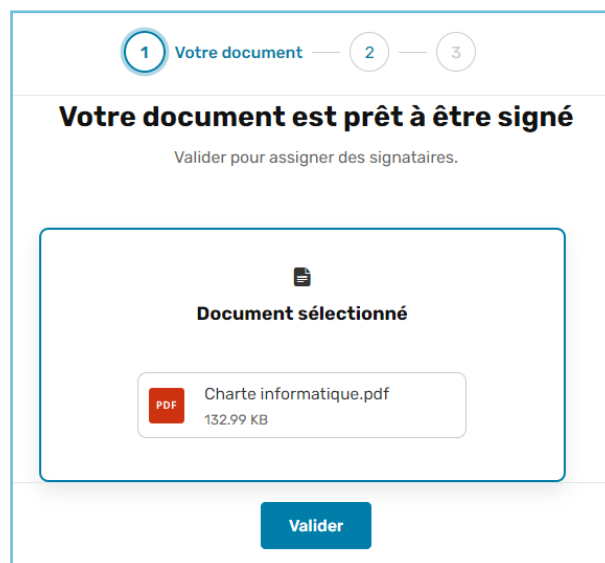 1 Votre document 2 3
Votre document est prêt à être signé
Valider pour assigner des signataires.
Document sélectionné
PDF Charte informatique.pdf
132.99 KB
Valider